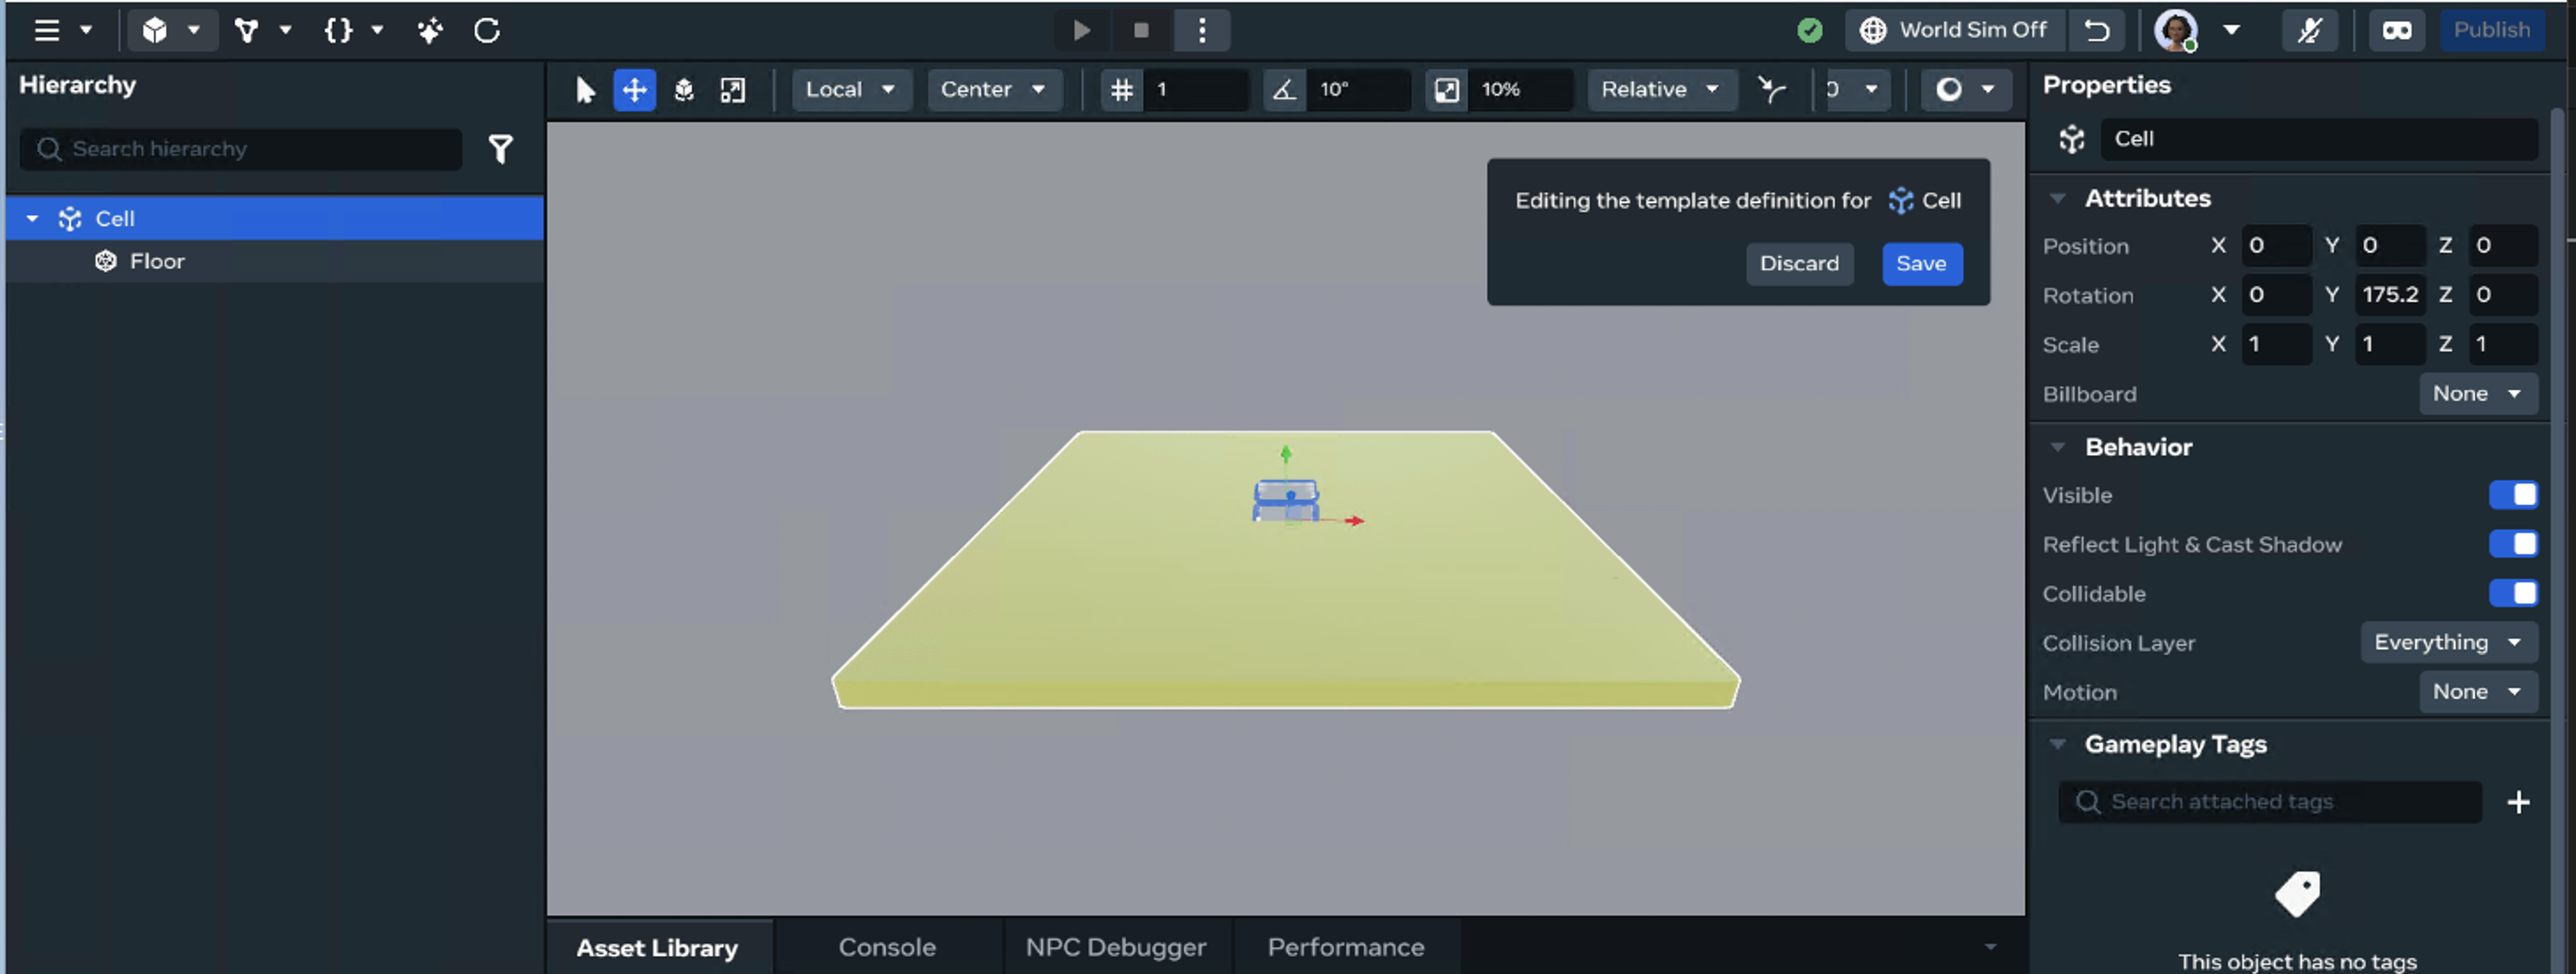 World Sim Off
Publish
Hierarchy
Search hierarchy
Cell
Floor
Local
Center
1
10°
10%
Relative
Editing the template definition for Cell
Discard
Save
Asset Library
Console
NPC Debugger
Performance
Properties
Cell
Attributes
Position X 0 Y 0 Z 0
Rotation X 0 Y 175.2 Z 0
Scale X 1 Y 1 Z 1
Billboard None
Behavior
Visible
Reflect Light & Cast Shadow
Collidable
Collision Layer Everything
Motion None
Gameplay Tags
Search attached tags
This object has no tags